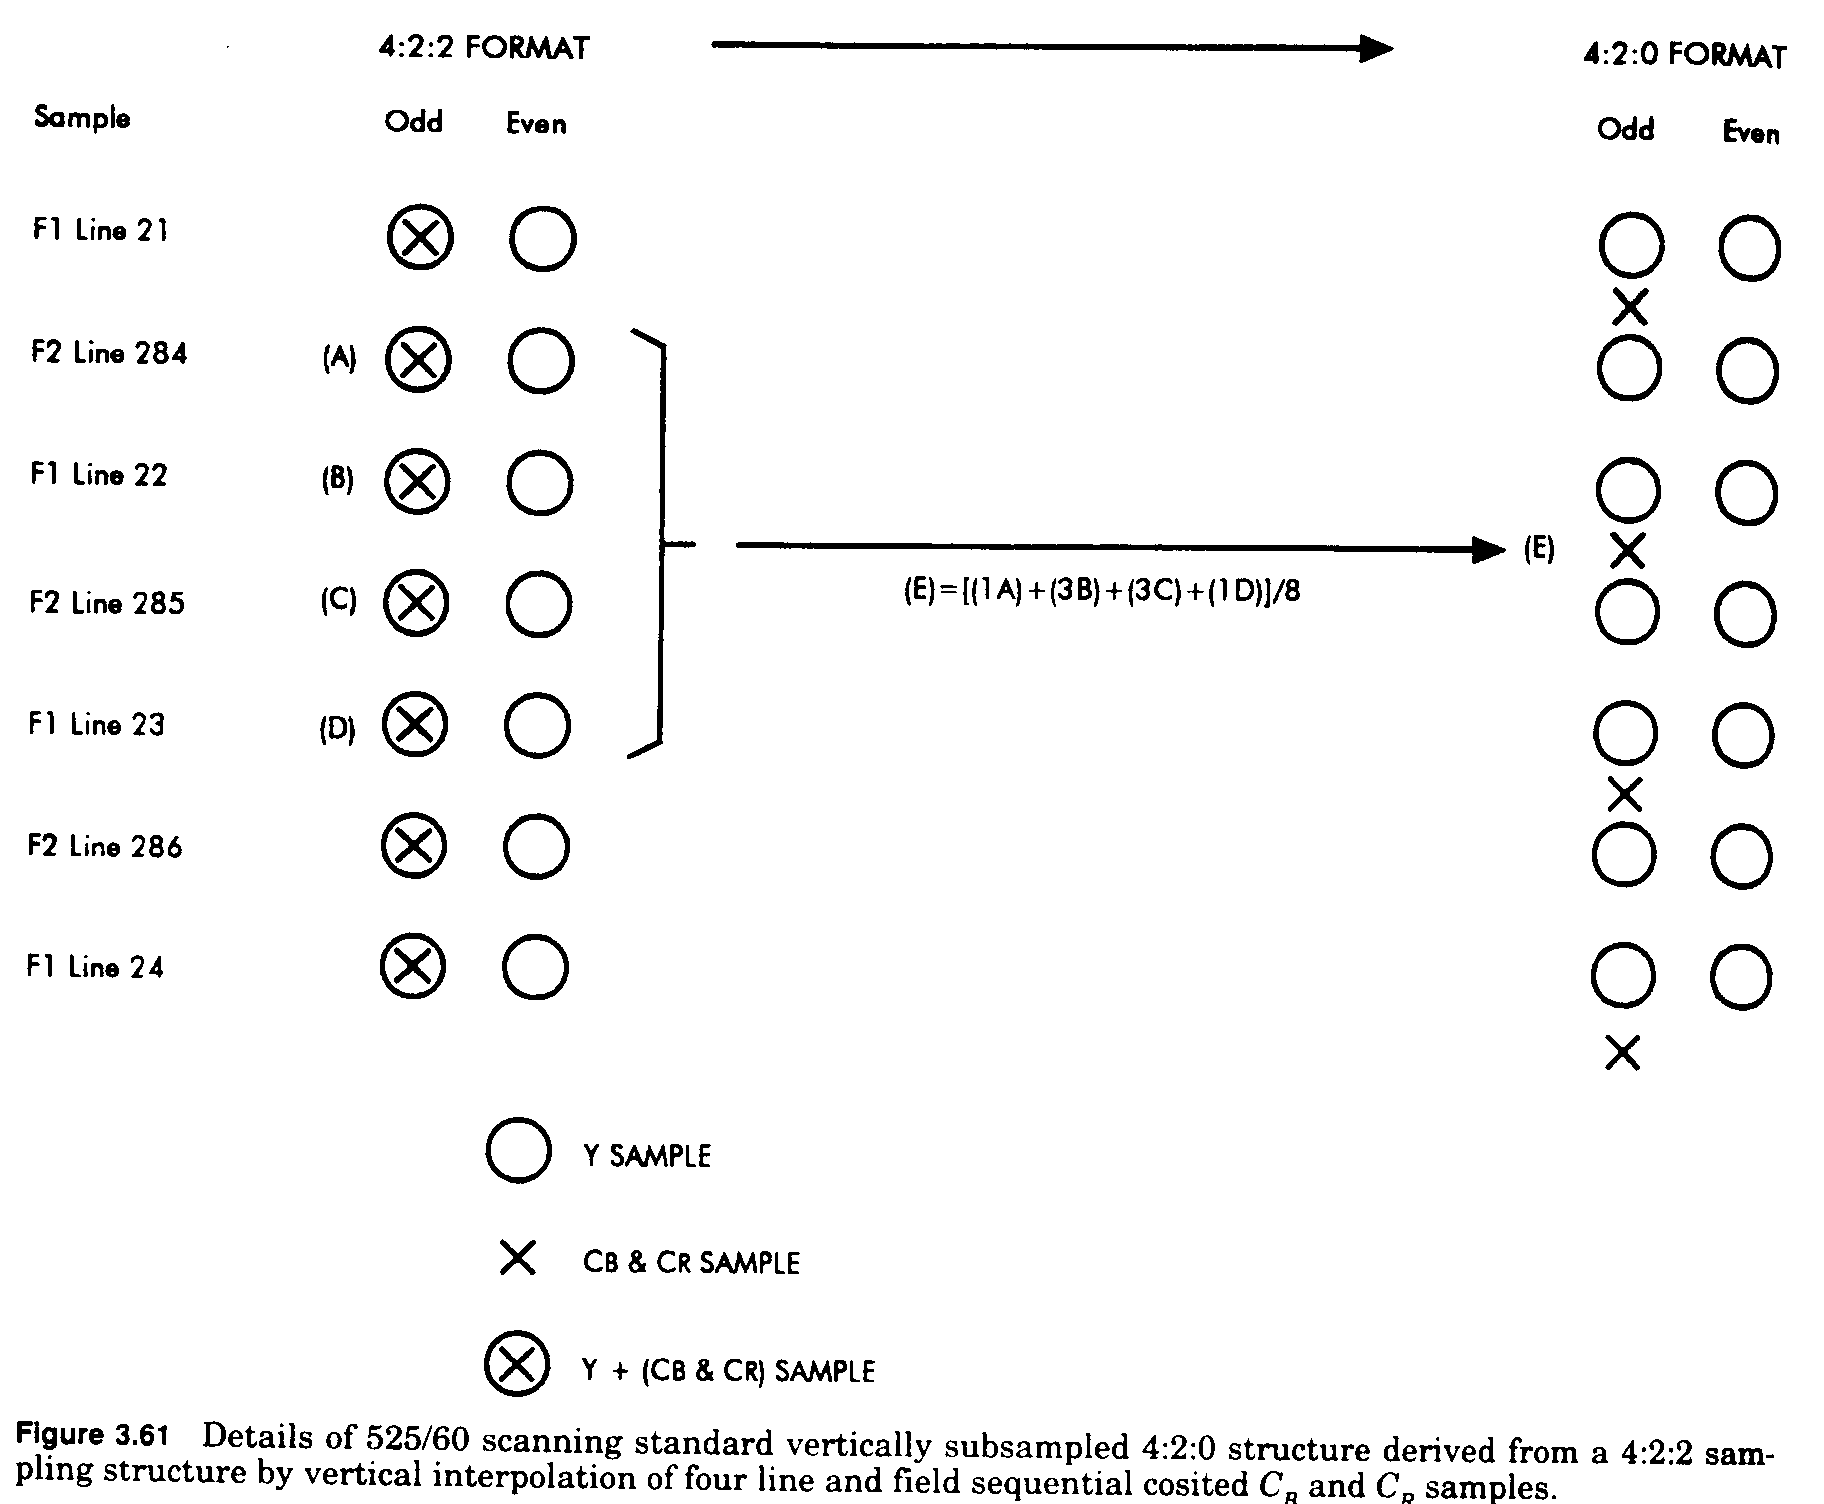 4:2:2 FORMAT 4:2:0 FORMAT
Sample Odd Even Odd Even
F1 Line 21
F2 Line 284 (A)
F1 Line 22 (B)
(E)
(E)=[(1A)+(3B)+(3C)+(1D)]/8
F2 Line 285 (C)
F1 Line 23 (D)
F2 Line 286
F1 Line 24
Y SAMPLE
CB & CR SAMPLE
Y + (CB & CR) SAMPLE
Figure 3.61 Details of 525/60 scanning standard vertically subsampled 4:2:0 structure derived from a 4:2:2 sam-
pling structure by vertical interpolation of four line and field sequential cosited CB and CR samples.